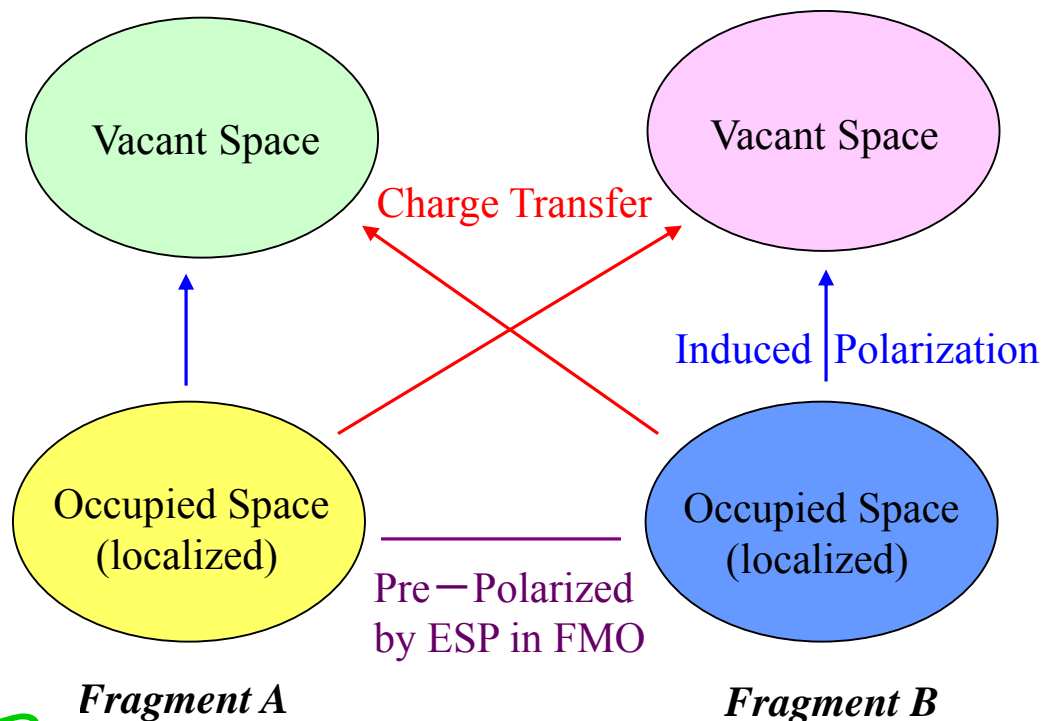 Vacant Space
Vacant Space
Charge Transfer
Induced Polarization
Occupied Space
(localized)
Occupied Space
(localized)
Pre－Polarized
by ESP in FMO
Fragment A
Fragment B